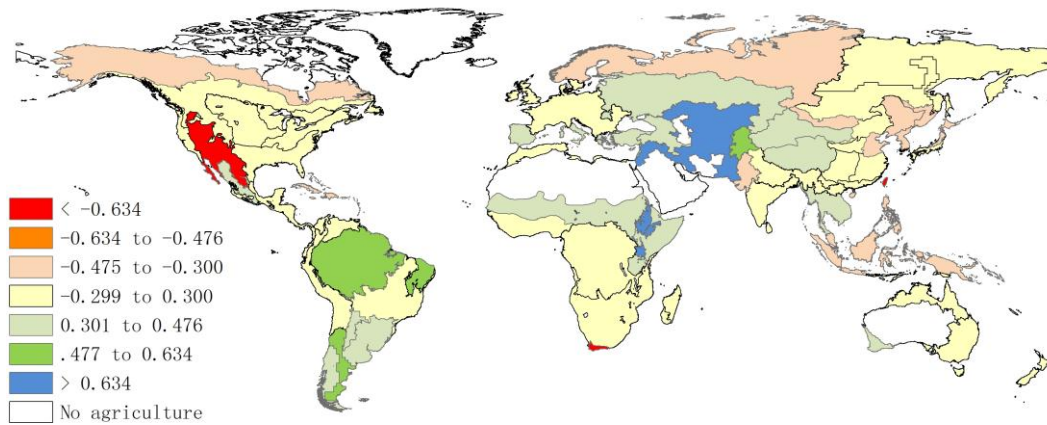 < -0.634
-0.634 to -0.476
-0.475 to -0.300
-0.299 to 0.300
0.301 to 0.476
.477 to 0.634
> 0.634
No agriculture